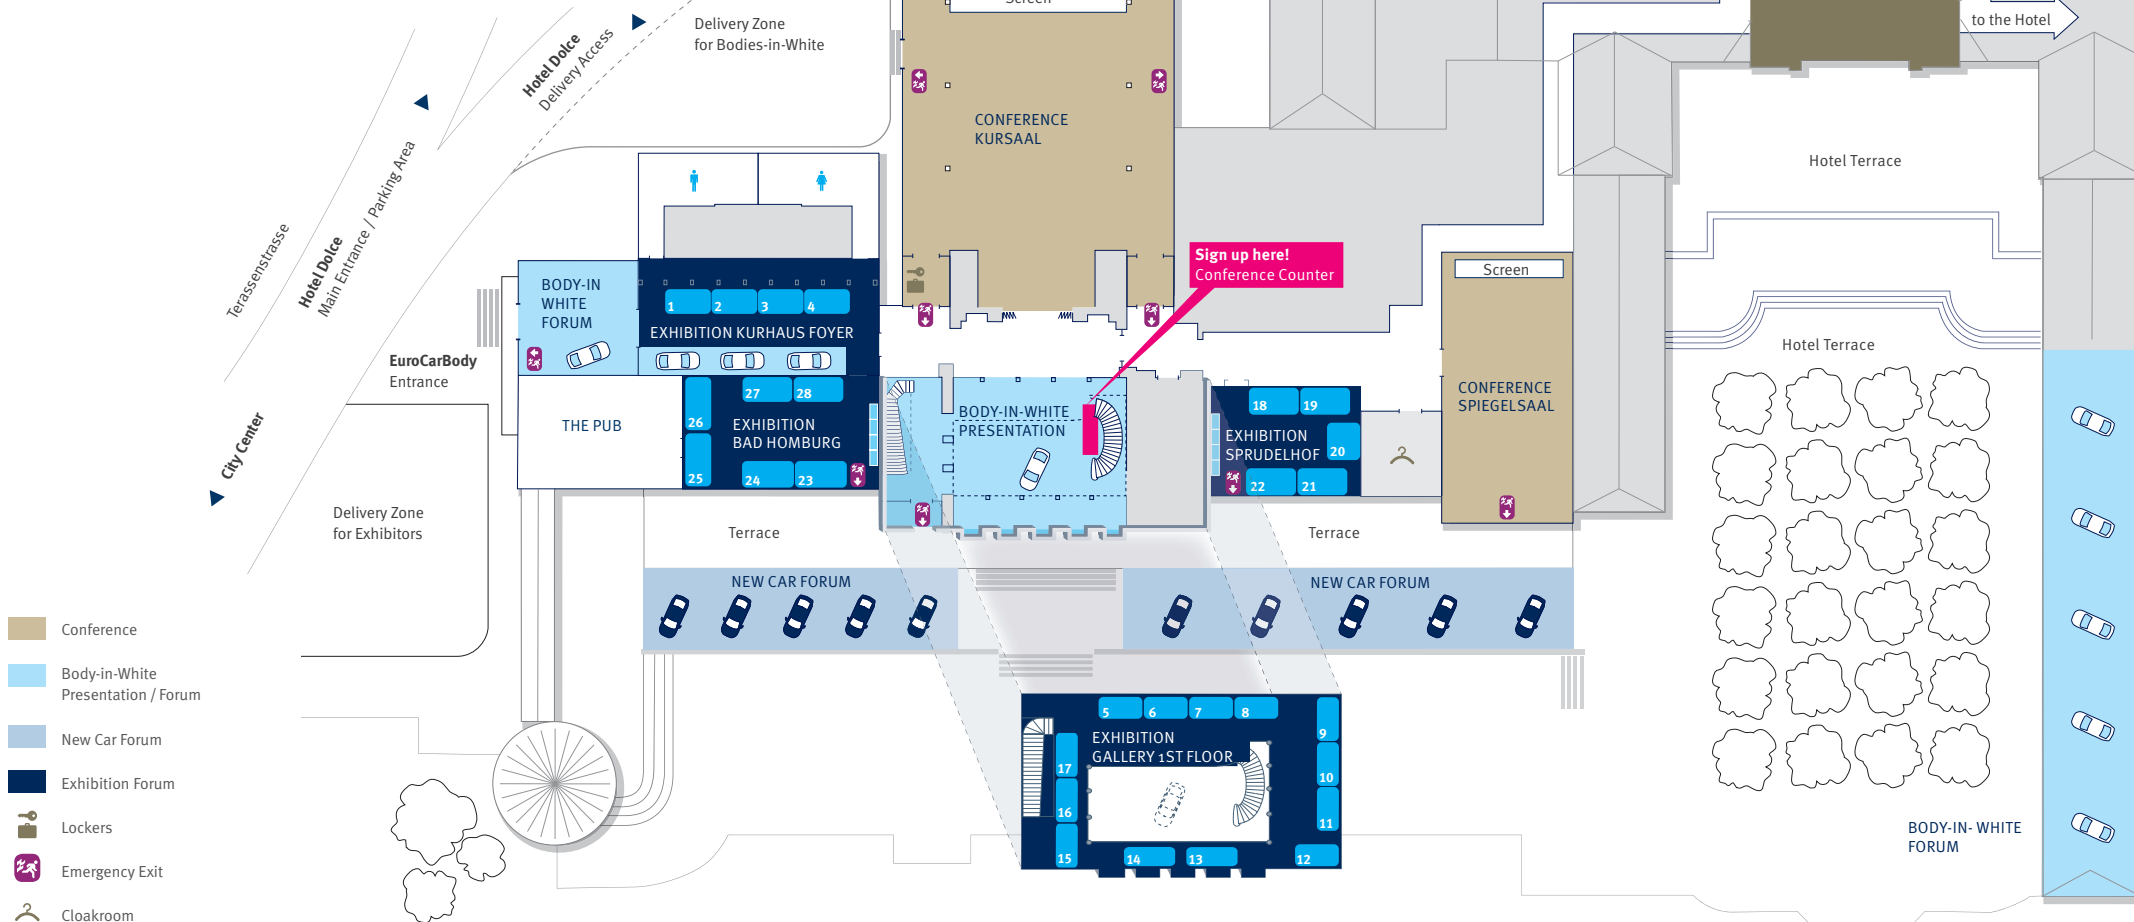 Screen
Delivery Zone
for Bodies-in-White
to the Hotel
Hotel Dolce
Delivery Access
CONFERENCE
KURSAAL
Hotel Terrace
Terassenstrasse
Hotel Dolce
Main Entrance / Parking Area
Sign up here!
Conference Counter
Screen
BODY-IN
WHITE
FORUM
1
2
3
4
EXHIBITION KURHAUS FOYER
Hotel Terrace
EuroCarBody
Entrance
City Center
THE PUB
26
25
27
28
EXHIBITION
BAD HOMBURG
24
23
BODY-IN-WHITE
PRESENTATION
18
19
EXHIBITION
SPRUDELHOF
20
22
21
CONFERENCE
SPIEGELSAAL
Delivery Zone
for Exhibitors
Terrace
Terrace
NEW CAR FORUM
NEW CAR FORUM
5
6
7
8
9
10
11
12
EXHIBITION
GALLERY 1ST FLOOR
17
16
15
14
13
BODY-IN- WHITE
FORUM
Conference
Body-in-White
Presentation / Forum
New Car Forum
Exhibition Forum
Lockers
Emergency Exit
Cloakroom